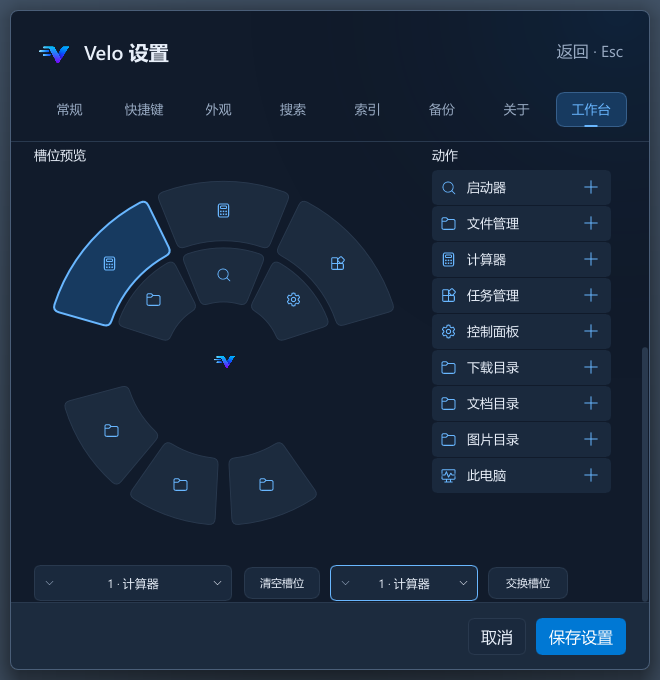 Velo 设置
返回 · Esc
常规
快捷键
外观
搜索
索引
备份
关于
工作台
槽位预览
动作
启动器
文件管理
计算器
任务管理
控制面板
下载目录
文档目录
图片目录
此电脑
1 · 计算器
清空槽位
1 · 计算器
交换槽位
取消
保存设置